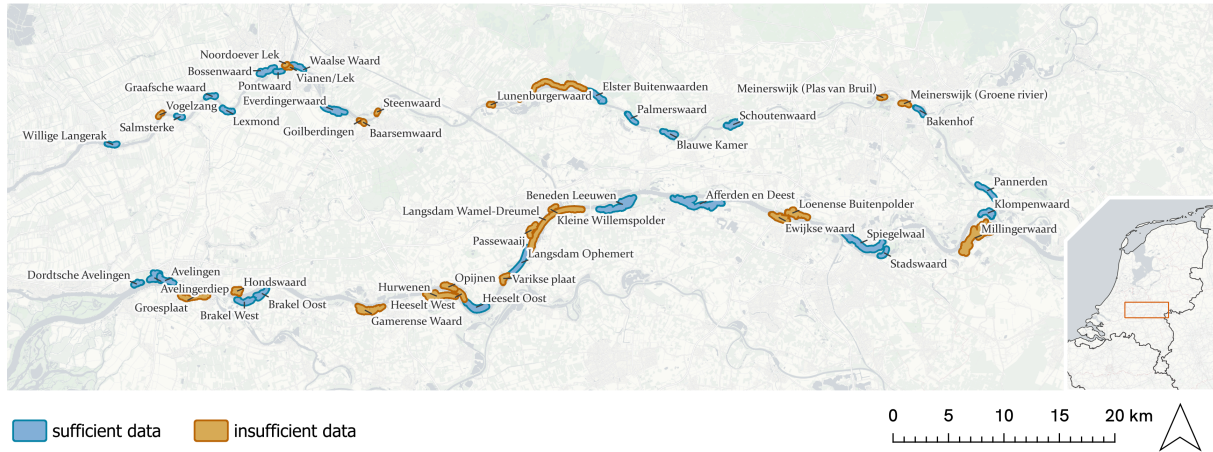 Noordoever Lek
Waalse Waard
Bossenwaard
Vianen/Lek
Pontwaard
Graafsche waard
Everdingerwaard
Steenwaard
Vogelzang
Lexmond
Salmsterke
Goilberdingen
Baarsemwaard
Willige Langerak
Lunenburgerwaard
Elster Buitenwaarden
Palmerswaard
Blauwe Kamer
Schoutenwaard
Meinerswijk (Plas van Bruil)
Meinerswijk (Groene rivier)
Bakenhof
Pannerden
Klompenwaard
Millingerwaard
Beneden Leeuwen
Afferden en Deest
Langsdam Wamel-Dreumel
Kleine Willemspolder
Loenense Buitenpolder
Ewijkse waard
Spiegelwaal
Stadswaard
Passewaaij
Langsdam Ophemert
Dordtsche Avelingen
Avelingen
Avelingerdiep
Hondswaard
Groesplaat
Brakel West
Brakel Oost
Opijnen
Varikse plaat
Hurwenen
Heeselt West
Heeselt Oost
Gamerense Waard
sufficient data
insufficient data
0 5 10 15 20 km